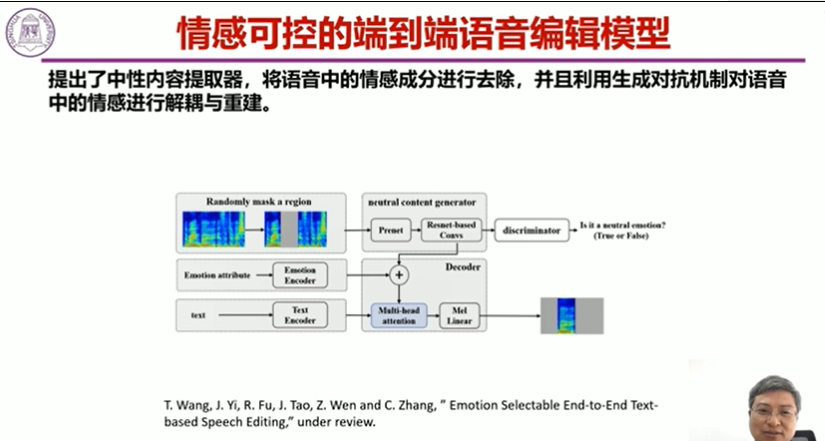 情感可控的端到端语音编辑模型
提出了中性内容提取器，将语音中的情感成分进行去除，并且利用生成对抗机制对语音
中的情感进行解耦与重建。
Randomly mask a region
neutral content generator
Prenet
Resnet-based
Convs
discriminator
Is it a neutral emotion?
(True or False)
Emotion attribute
Emotion
Encoder
+
Decoder
text
Text
Encoder
Multi-head
attention
Mel
Linear
T. Wang, J. Yi, R. Fu, J. Tao, Z. Wen and C. Zhang, ” Emotion Selectable End-to-End Text-
based Speech Editing,” under review.